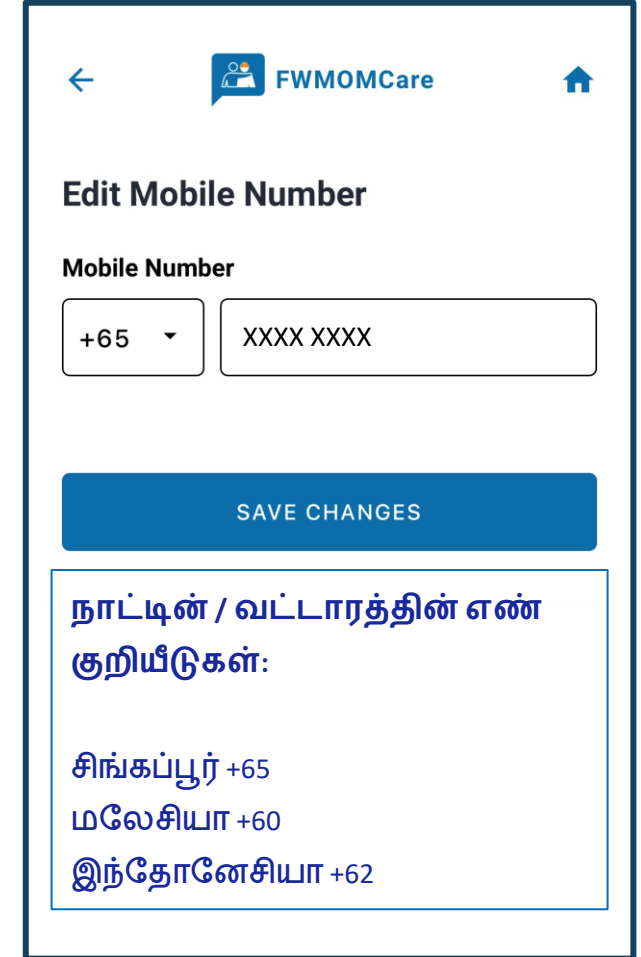 FWMOMCare
Edit Mobile Number
Mobile Number
+65 XXXX XXXX
SAVE CHANGES
நாட்டின் / வட்டாரத்தின் எண்
குறியீடுகள்:
சிங்கப்பூர் +65
மலேசியா +60
இந்தோனேசியா +62